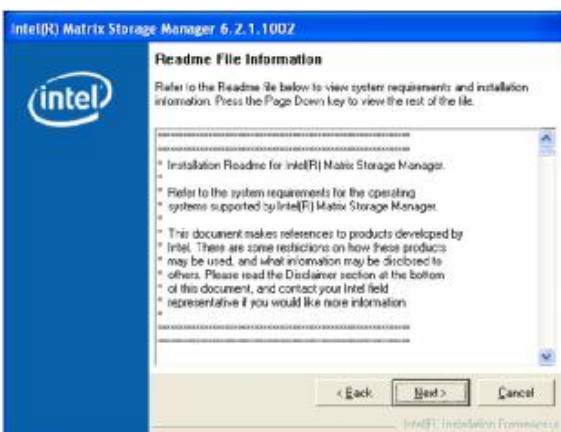 Intel(R) Matrix Storage Manager 6.2.1.1002
Readme File Information
intel
Refer to the Readme file below to view system requirements and installation
information. Press the Page Down key to view the rest of the file.
* Installation Readme for Intel(R) Matrix Storage Manager.
*
* Refer to the system requirements for the operating
* systems supported by Intel(R) Matrix Storage Manager.
*
* This document makes references to products developed by
* Intel. There are some restrictions on how these products
* may be used, and what information may be disclosed to
* others. Please read the Disclaimer section at the bottom
* of this document, and contact your Intel field
* representative if you would like more information.
*
< Back
Next >
Cancel
Intel(R) Installation Framework